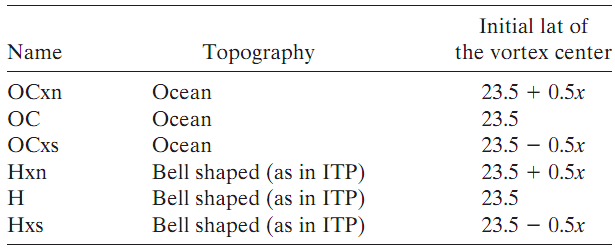 Initial lat of
Name Topography the vortex center
OCxn Ocean 23.5 + 0.5x
OC Ocean 23.5
OCxs Ocean 23.5 − 0.5x
Hxn Bell shaped (as in ITP) 23.5 + 0.5x
H Bell shaped (as in ITP) 23.5
Hxs Bell shaped (as in ITP) 23.5 − 0.5x